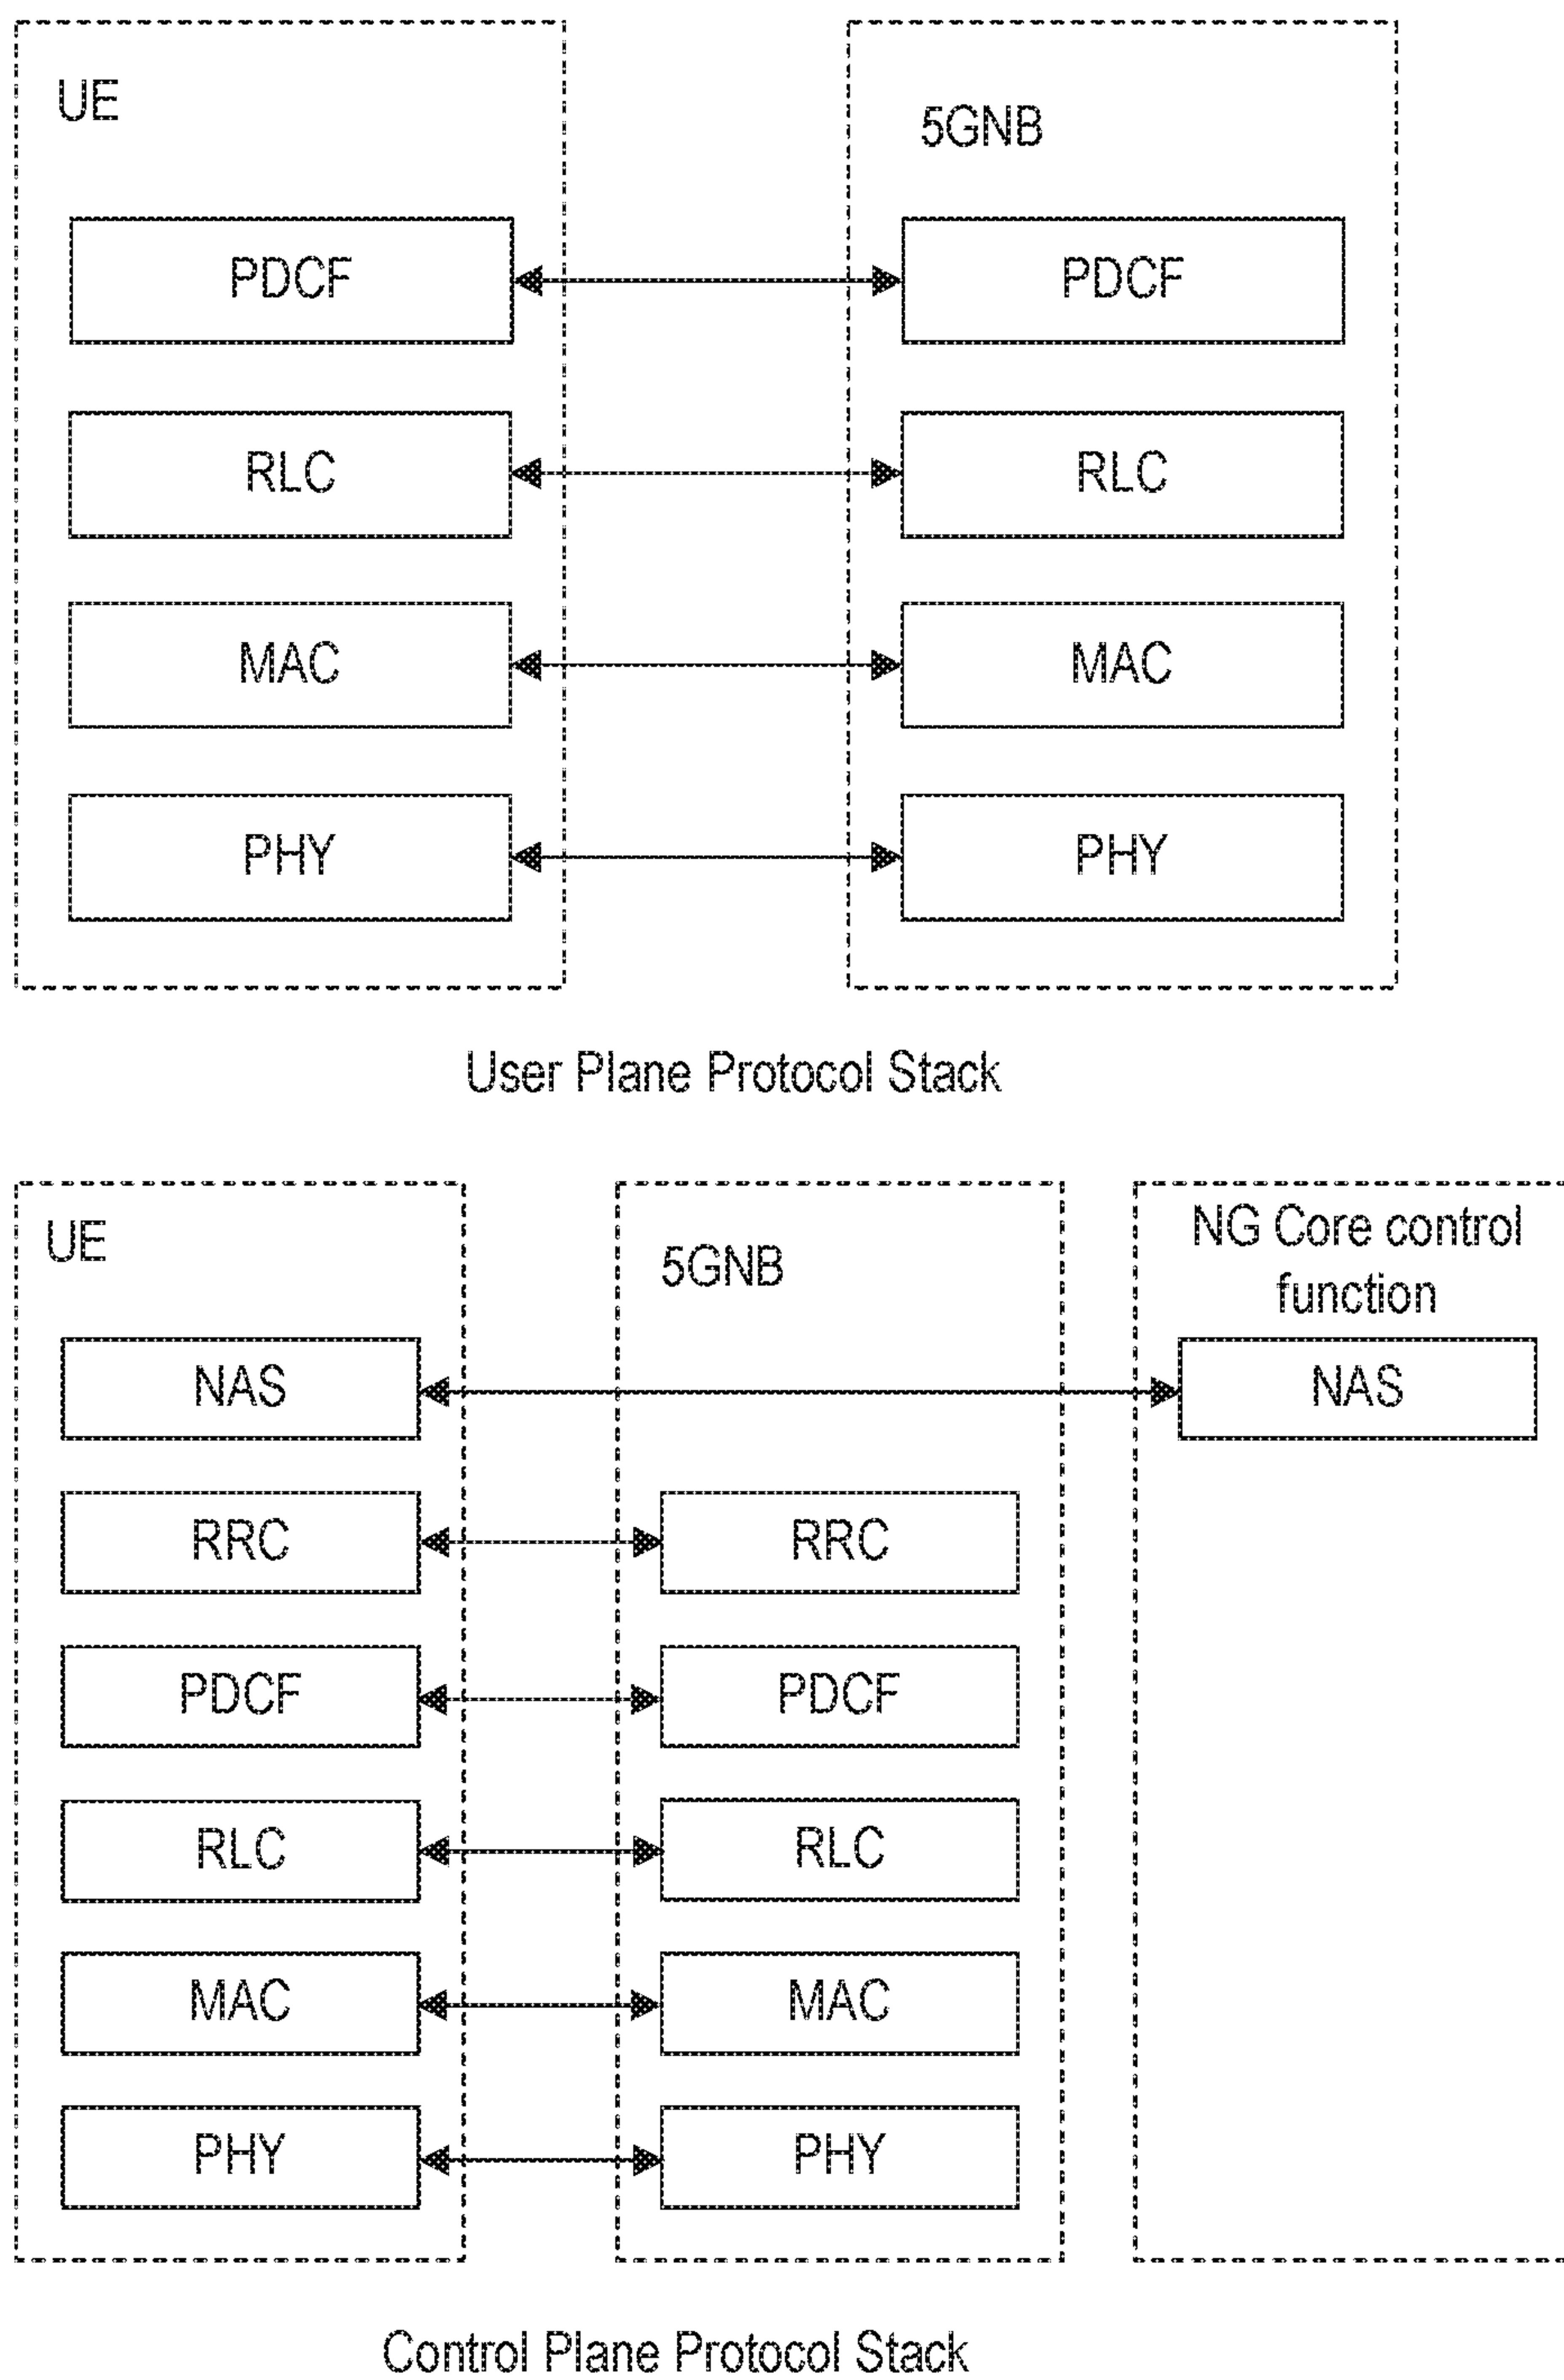 UE
5GNB
PDCF
PDCF
RLC
RLC
MAC
MAC
PHY
PHY
User Plane Protocol Stack
UE
5GNB
NG Core control
function
NAS
NAS
RRC
RRC
PDCF
PDCF
RLC
RLC
MAC
MAC
PHY
PHY
Control Plane Protocol Stack